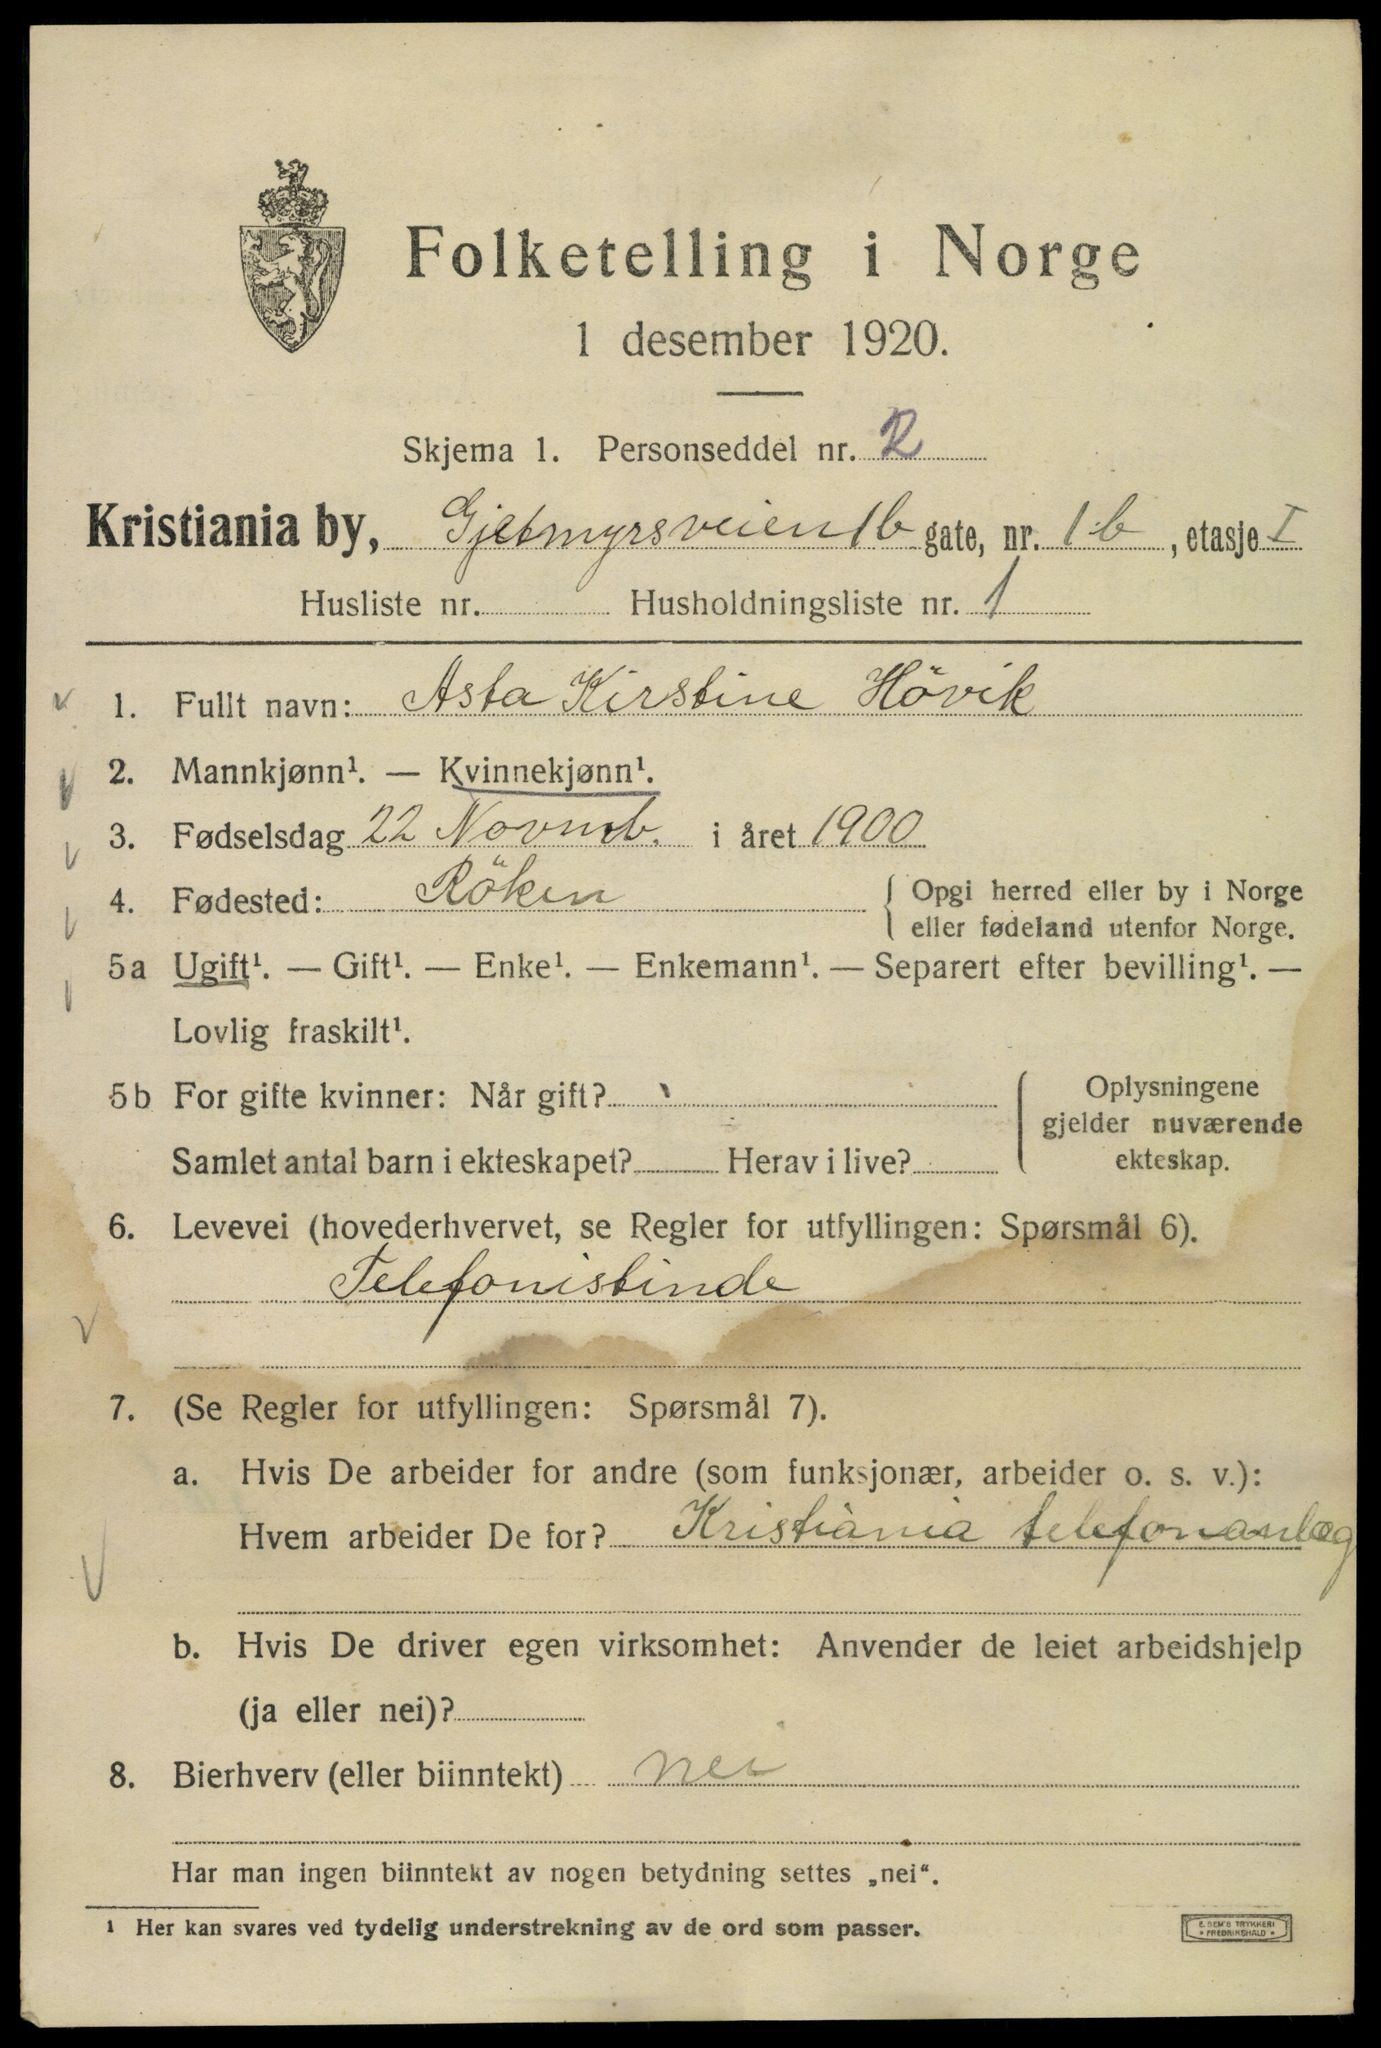 Folketelling i Norge
1 desember 1920.
Skjema 1. Personseddel nr. 2
Kristiania by, Gjetmyrsveien 1b gate, nr. 1b, etasje I
Husliste nr. Husholdningsliste nr. 1
1. Fullt navn: Asta Kirstine Hövik
2. Mannkjønn¹. — Kvinnekjønn¹.
3. Fødselsdag 22 Novmb. i året 1900
4. Fødested: Röken { Opgi herred eller by i Norge
eller fødeland utenfor Norge.
5a Ugift¹. — Gift¹. — Enke¹. — Enkemann¹. — Separert efter bevilling¹. —
Lovlig fraskilt¹.
5b For gifte kvinner: Når gift? Oplysningene
gjelder nuværende
Samlet antal barn i ekteskapet? Herav i live? ekteskap.
6. Levevei (hovederhvervet, se Regler for utfyllingen: Spørsmål 6).
Telefonistinde
7. (Se Regler for utfyllingen: Spørsmål 7).
a. Hvis De arbeider for andre (som funksjonær, arbeider o. s. v.):
Hvem arbeider De for? Kristiania telefonanlæg
b. Hvis De driver egen virksomhet: Anvender de leiet arbeidshjelp
(ja eller nei)?
8. Bierhverv (eller biinntekt) nei
Har man ingen biinntekt av nogen betydning settes „nei“.
¹ Her kan svares ved tydelig understrekning av de ord som passer.
E. SEM'S TRYKKERI
* FREDRIKSHALD *